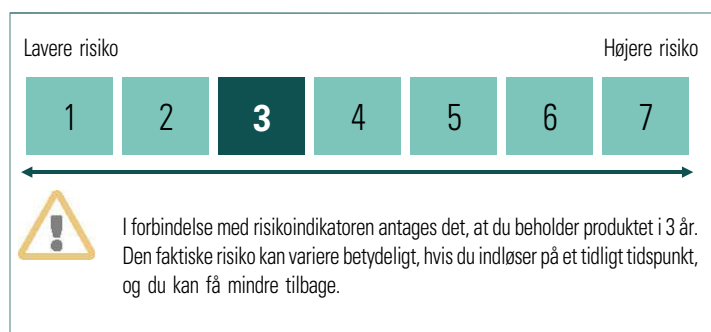 Lavere risiko Højere risiko
1 2 3 4 5 6 7
I forbindelse med risikoindikatoren antages det, at du beholder produktet i 3 år.
Den faktiske risiko kan variere betydeligt, hvis du indløser på et tidligt tidspunkt,
og du kan få mindre tilbage.